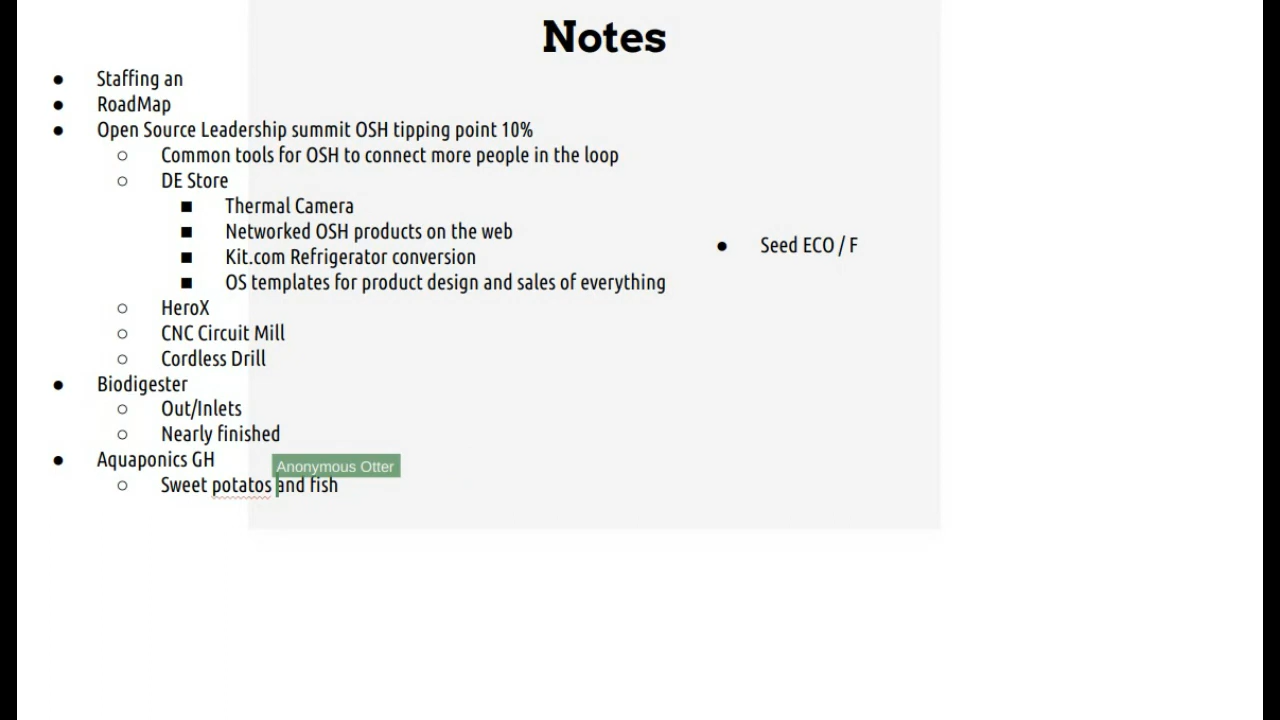 Notes
● Staffing an
● RoadMap
● Open Source Leadership summit OSH tipping point 10%
○ Common tools for OSH to connect more people in the loop
○ DE Store
■ Thermal Camera
■ Networked OSH products on the web
■ Kit.com Refrigerator conversion
■ OS templates for product design and sales of everything
○ HeroX
○ CNC Circuit Mill
○ Cordless Drill
● Biodigester
○ Out/Inlets
○ Nearly finished
● Aquaponics GH
Anonymous Otter
○ Sweet potatos and fish
● Seed ECO / F